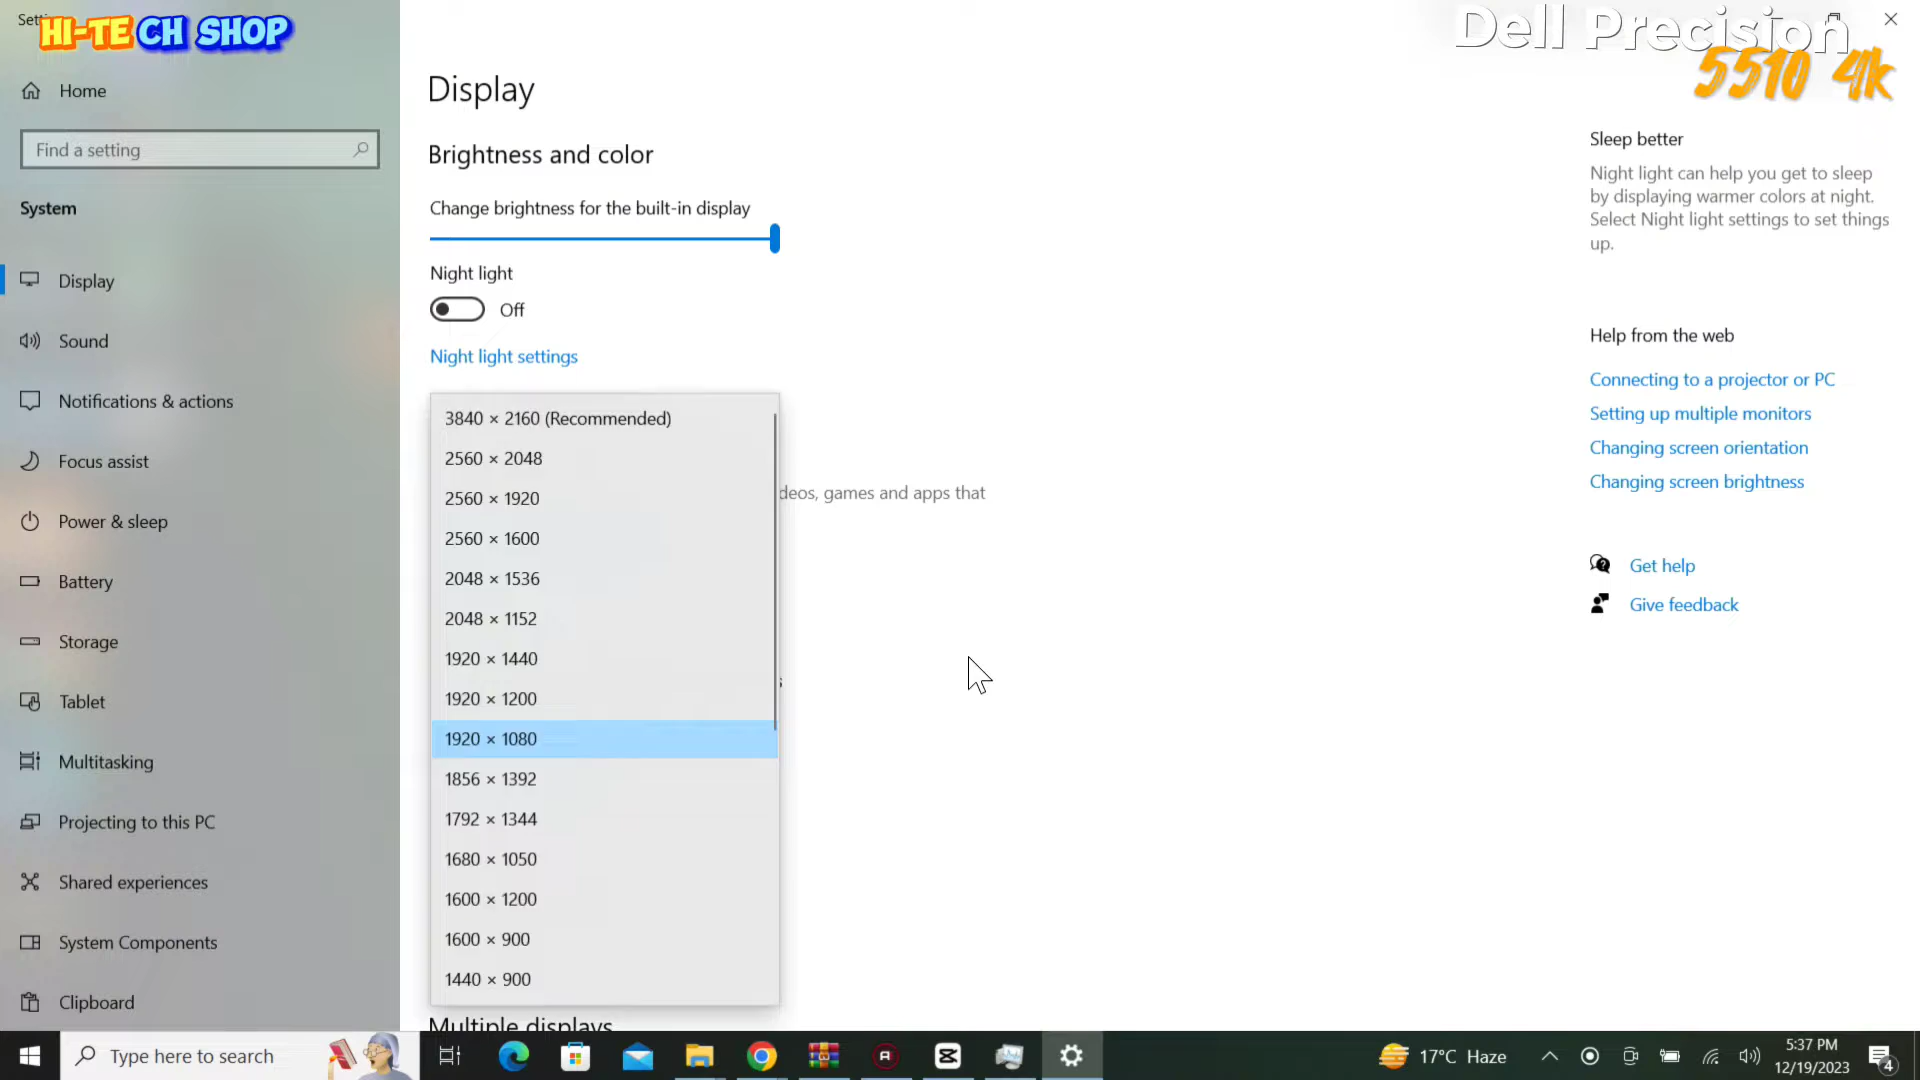 HI-TECH SHOP
Dell Precision
5510 4k
Home
Find a setting
System
Display
Sound
Notifications & actions
Focus assist
Power & sleep
Battery
Storage
Tablet
Multitasking
Projecting to this PC
Shared experiences
System Components
Clipboard
Display
Brightness and color
Change brightness for the built-in display
Night light
Off
Night light settings
3840 × 2160 (Recommended)
2560 × 2048
2560 × 1920
2560 × 1600
2048 × 1536
2048 × 1152
1920 × 1440
1920 × 1200
1920 × 1080
1856 × 1392
1792 × 1344
1680 × 1050
1600 × 1200
1600 × 900
1440 × 900
deos, games and apps that
Multiple displays
Sleep better
Night light can help you get to sleep
by displaying warmer colors at night.
Select Night light settings to set things
up.
Help from the web
Connecting to a projector or PC
Setting up multiple monitors
Changing screen orientation
Changing screen brightness
Get help
Give feedback
Type here to search
17°C Haze
5:37 PM
12/19/2023
4